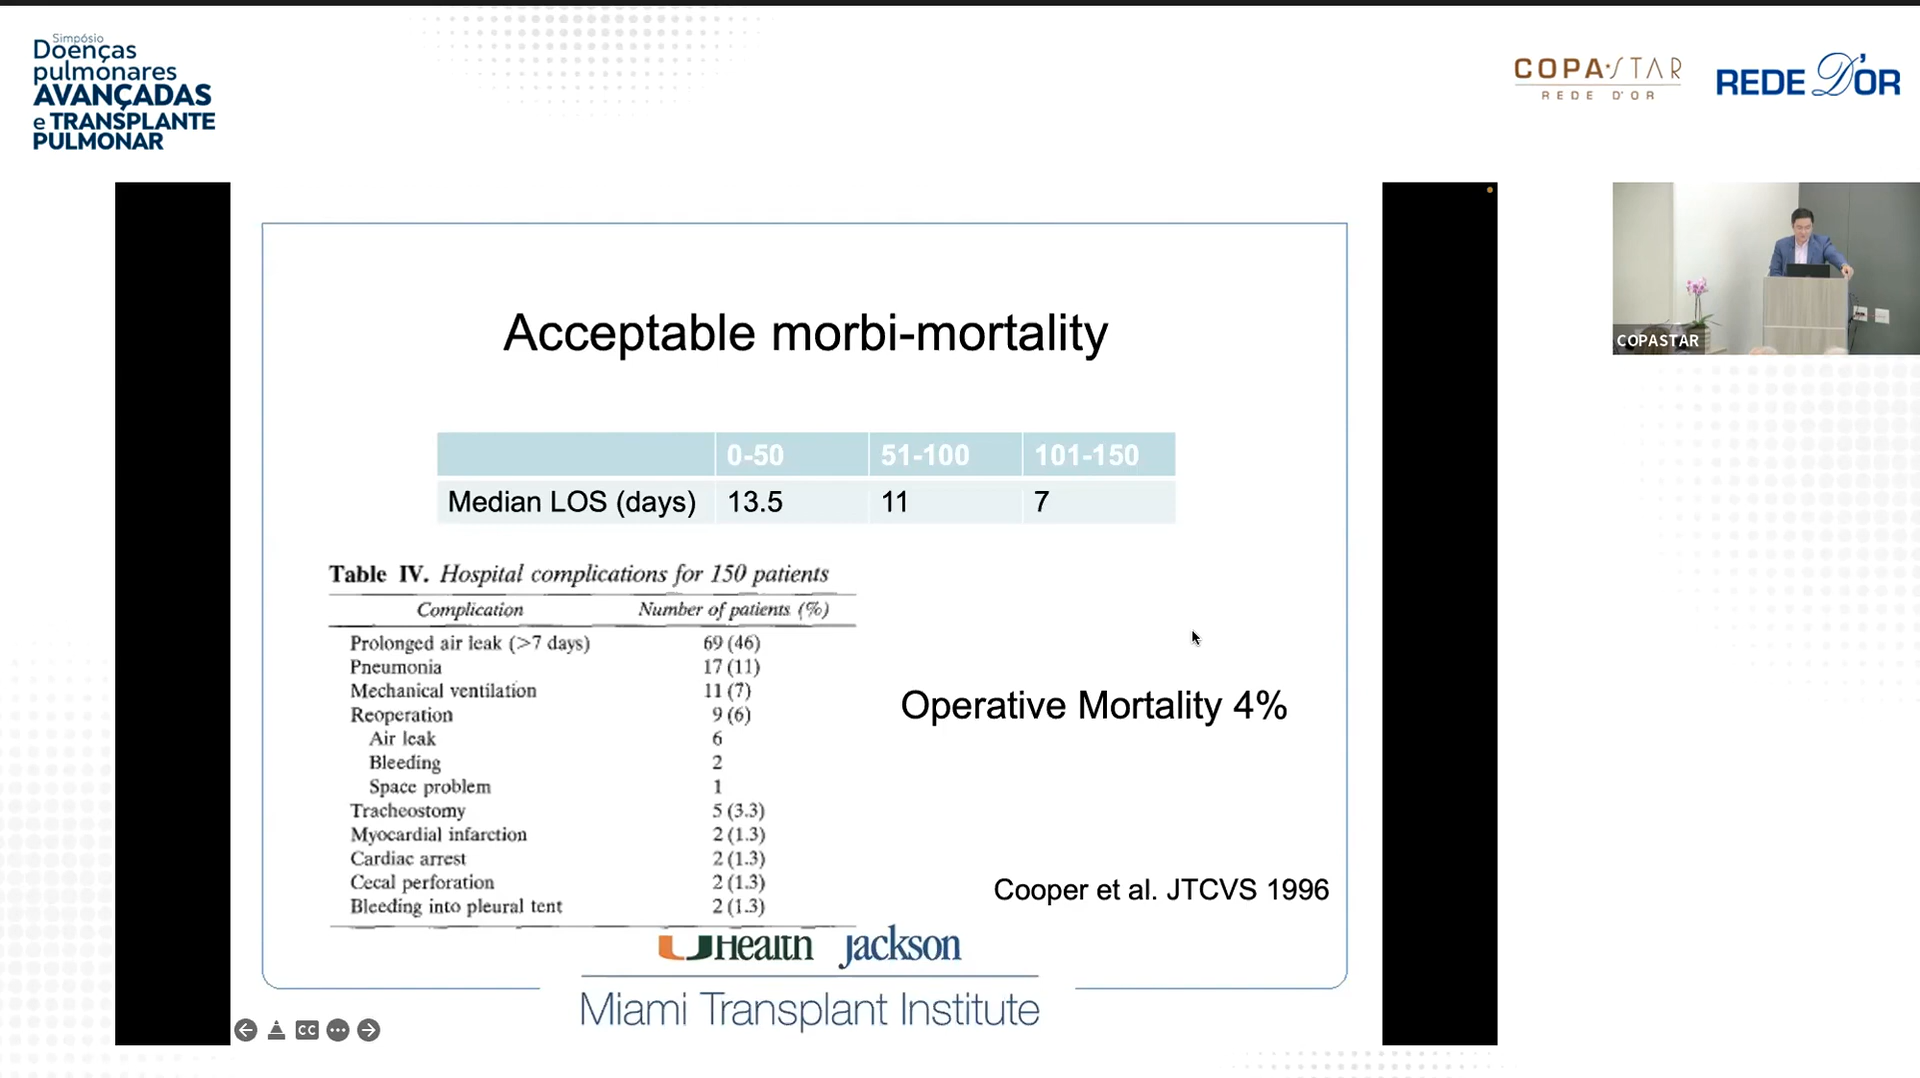 Simpósio
Doenças
pulmonares
AVANÇADAS
e TRANSPLANTE
PULMONAR
COPA STAR
REDE D'OR
REDE D'OR
COPASTAR
Acceptable morbi-mortality
0-50 51-100 101-150
Median LOS (days) 13.5 11 7
Table IV. Hospital complications for 150 patients
Complication Number of patients (%)
Prolonged air leak (>7 days) 69 (46)
Pneumonia 17 (11)
Mechanical ventilation 11 (7)
Reoperation 9 (6)
Air leak 6
Bleeding 2
Space problem 1
Tracheostomy 5 (3.3)
Myocardial infarction 2 (1.3)
Cardiac arrest 2 (1.3)
Cecal perforation 2 (1.3)
Bleeding into pleural tent 2 (1.3)
Operative Mortality 4%
Cooper et al. JTCVS 1996
UHealth Jackson
Miami Transplant Institute
CC